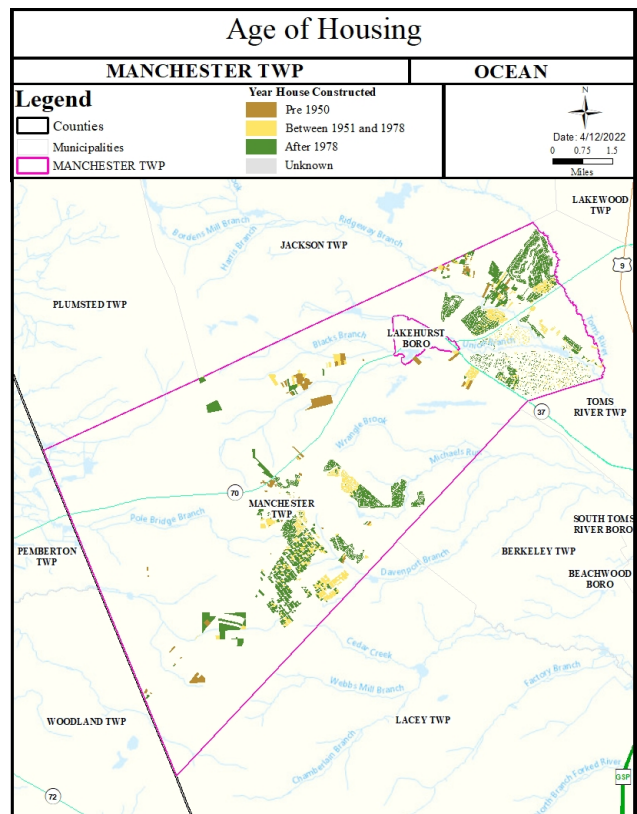 Age of Housing
MANCHESTER TWP
OCEAN
Legend
Counties
Municipalities
MANCHESTER TWP
Year House Constructed
Pre 1950
Between 1951 and 1978
After 1978
Unknown
N
Date: 4/12/2022
0 0.75 1.5
Miles
LAKEWOOD
TWP
Bordens Mill Branch
Harris Branch
Ridgeway Branch
JACKSON TWP
9
PLUMSTED TWP
LAKEHURST
BORO
Blacks Branch
Union Branch
Toms River
TOMS
RIVER TWP
37
Wrangle Brook
Michaels Run
70
MANCHESTER
TWP
Pole Bridge Branch
SOUTH TOMS
RIVER BORO
PEMBERTON
TWP
BERKELEY TWP
Davenport Branch
BEACHWOOD
BORO
Cedar Creek
Webbs Mill Branch
Factory Branch
WOODLAND TWP
LACEY TWP
Chamberlain Branch
North Branch Forked River
GSP
72